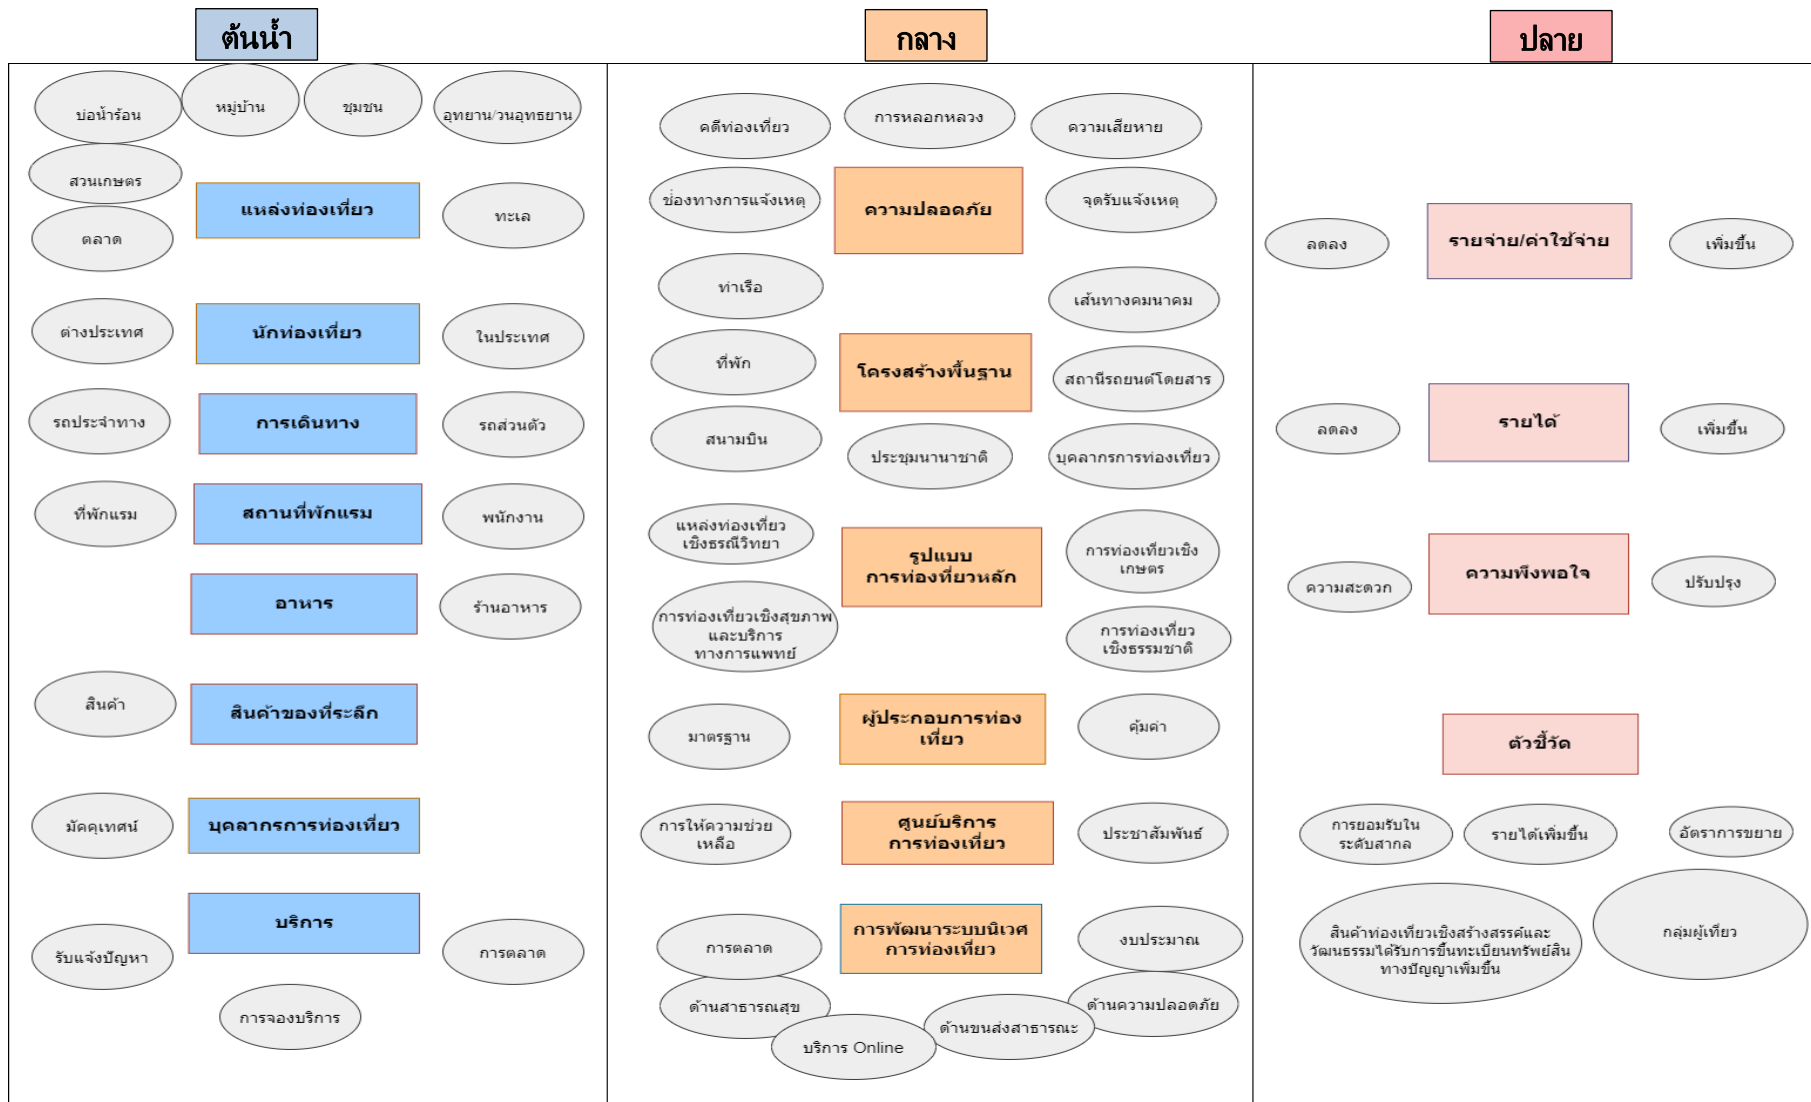 ต้นน้ำ
กลาง
ปลาย
บ่อน้ำร้อน
หมู่บ้าน
ชุมชน
อุทยาน/วนอุทธยาน
สวนเกษตร
แหล่งท่องเที่ยว
ทะเล
ตลาด
ต่างประเทศ
นักท่องเที่ยว
ในประเทศ
รถประจำทาง
การเดินทาง
รถส่วนตัว
ที่พักแรม
สถานที่พักแรม
พนักงาน
อาหาร
ร้านอาหาร
สินค้า
สินค้าของที่ระลึก
มัคคุเทศน์
บุคลากรการท่องเที่ยว
บริการ
รับแจ้งปัญหา
การตลาด
การจองบริการ
คดีท่องเที่ยว
การหลอกหลวง
ความเสียหาย
ช่่องทางการแจ้งเหตุ
ความปลอดภัย
จุดรับแจ้งเหตุ
ท่าเรือ
เส้นทางคมนาคม
ที่พัก
โครงสร้างพื้นฐาน
สถานีรถยนต์โดยสาร
สนามบิน
ประชุมนานาชาติ
บุคลากรการท่องเที่ยว
แหล่งท่องเที่ยว
เชิงธรณีวิทยา
รูปแบบ
การท่องที่ยวหลัก
การท่องเที่ยวเชิง
เกษตร
การท่องเที่ยวเชิงสุขภาพ
และบริการ
ทางการแพทย์
การท่องเที่ยว
เชิงธรรมชาติ
มาตรฐาน
ผู้ประกอบการท่อง
เที่ยว
คุ้มค่า
การให้ความช่วย
เหลือ
ศูนย์บริการ
การท่องเที่ยว
ประชาสัมพันธ์
การตลาด
การพัฒนาระบบนิเวศ
การท่องเที่ยว
งบประมาณ
ด้านสาธารณสุข
บริการ Online
ด้านขนส่งสาธารณะ
ด้านความปลอดภัย
ลดลง
รายจ่าย/ค่าใช้จ่าย
เพิ่มขึ้น
ลดลง
รายได้
เพิ่มขึ้น
ความสะดวก
ความพึงพอใจ
ปรับปรุง
ตัวชี้วัด
การยอมรับใน
ระดับสากล
รายได้เพิ่มขึ้น
อัตราการขยาย
สินค้าท่องเที่ยวเชิงสร้างสรรค์และ
วัฒนธรรมได้รับการขึ้นทะเบียนทรัพย์สิน
ทางปัญญาเพิ่มขึ้น
กลุ่มผู้เที่ยว